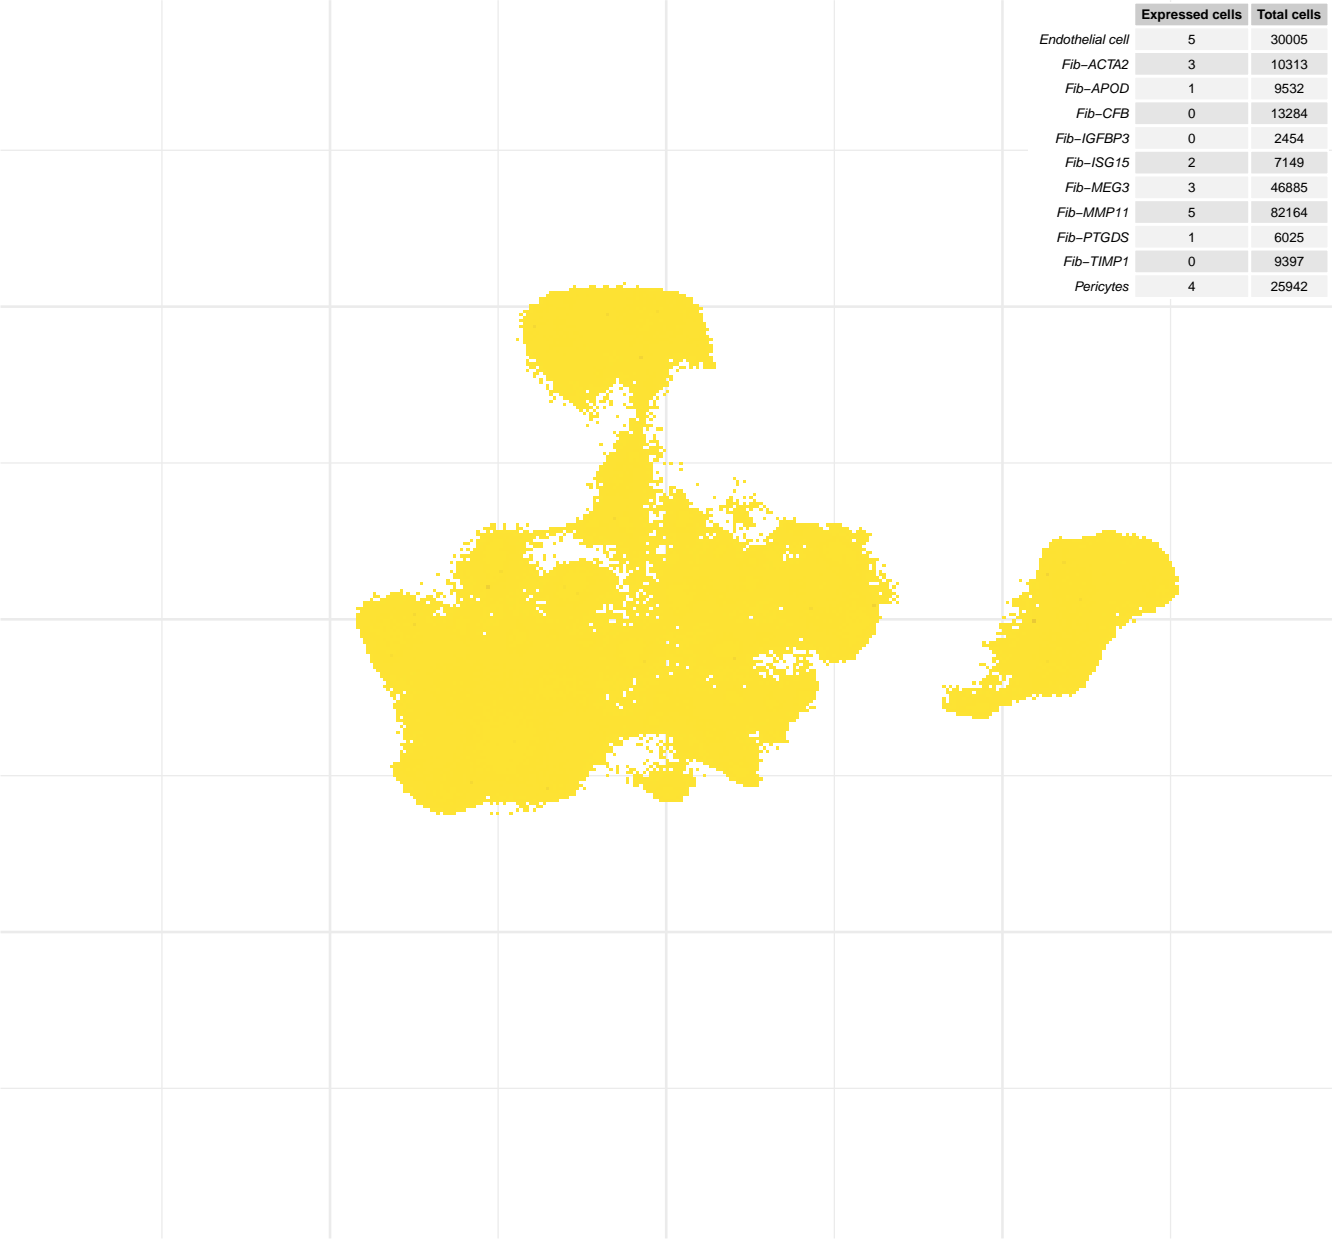 Expressed cells Total cells
Endothelial cell 5 30005
Fib−ACTA2 3 10313
Fib−APOD 1 9532
Fib−CFB 0 13284
Fib−IGFBP3 0 2454
Fib−ISG15 2 7149
Fib−MEG3 3 46885
Fib−MMP11 5 82164
Fib−PTGDS 1 6025
Fib−TIMP1 0 9397
Pericytes 4 25942